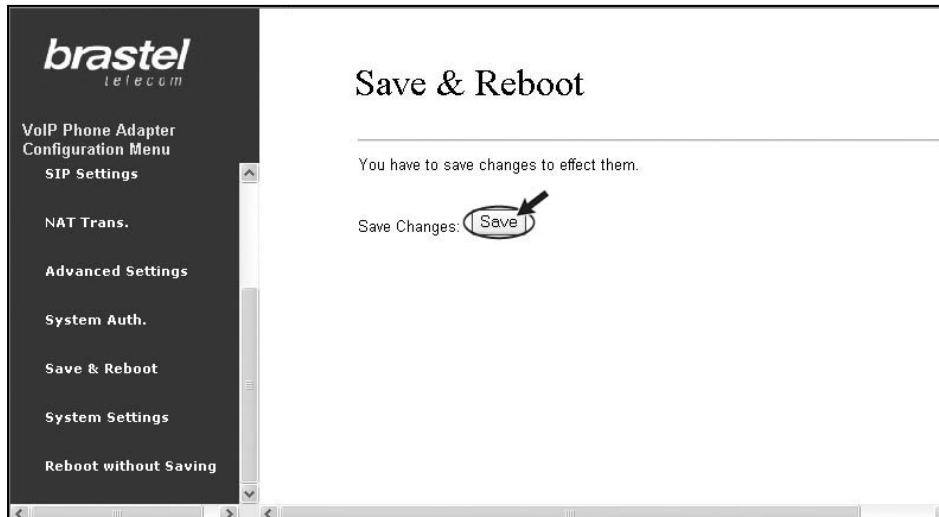 brastel
telecom
VoIP Phone Adapter
Configuration Menu
SIP Settings
NAT Trans.
Advanced Settings
System Auth.
Save & Reboot
System Settings
Reboot without Saving
Save & Reboot
You have to save changes to effect them.
Save Changes: Save